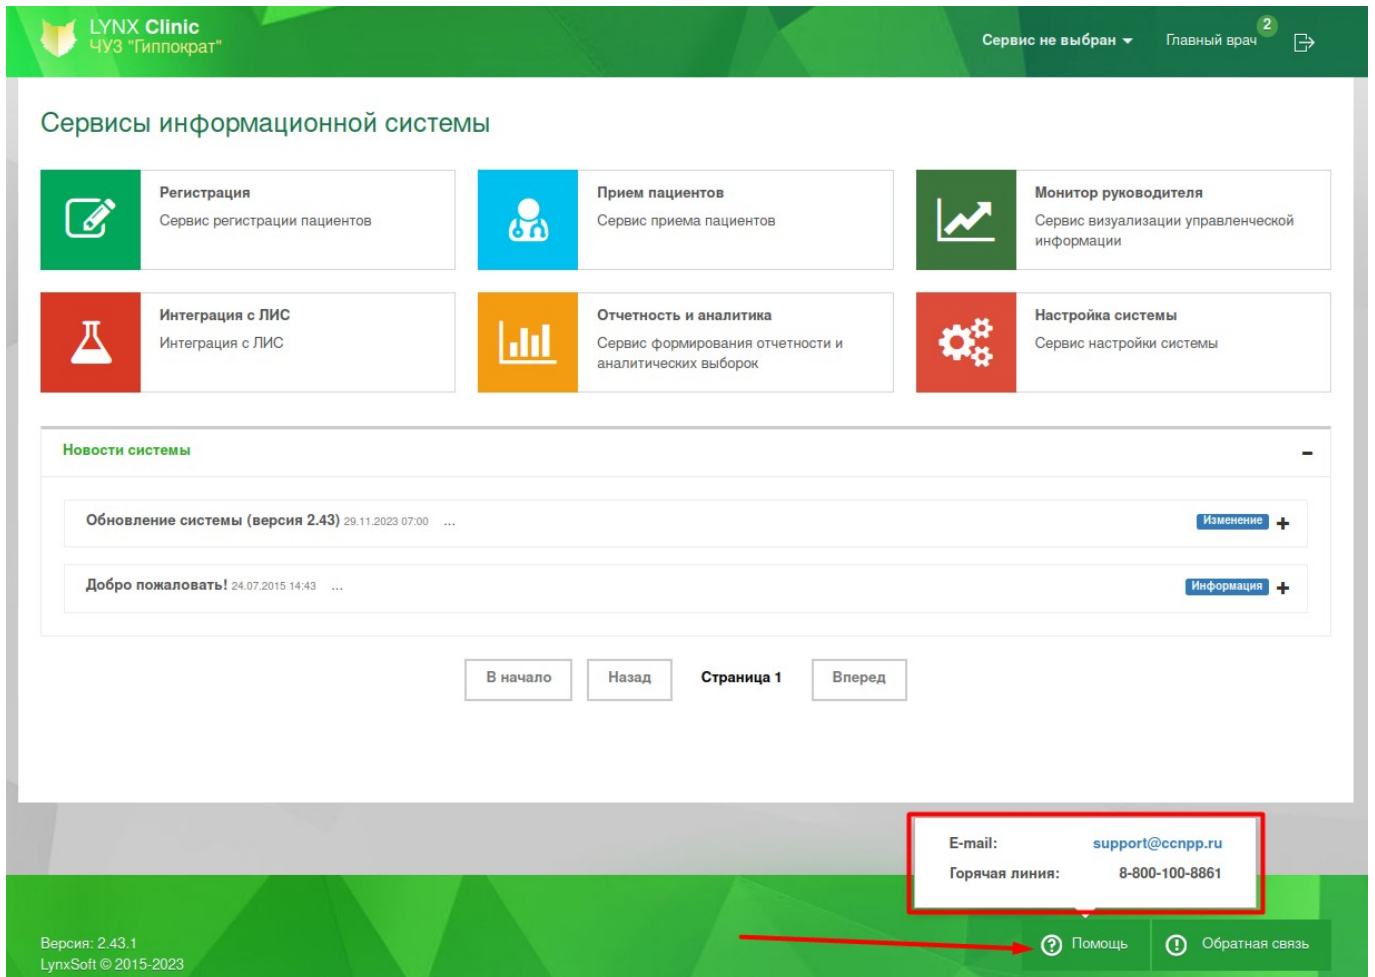 LYNX Clinic
ЧУЗ "Гиппократ"
Сервис не выбран
Главный врач
2
Сервисы информационной системы
Регистрация
Сервис регистрации пациентов
Прием пациентов
Сервис приема пациентов
Монитор руководителя
Сервис визуализации управленческой
информации
Интеграция с ЛИС
Интеграция с ЛИС
Отчетность и аналитика
Сервис формирования отчетности и
аналитических выборок
Настройка системы
Сервис настройки системы
Новости системы
Обновление системы (версия 2.43) 29.11.2023 07:00 ...
Изменение
Добро пожаловать! 24.07.2015 14:43 ...
Информация
В начало
Назад
Страница 1
Вперед
E-mail: support@ccnpp.ru
Горячая линия: 8-800-100-8861
Версия: 2.43.1
LynxSoft © 2015-2023
Помощь
Обратная связь